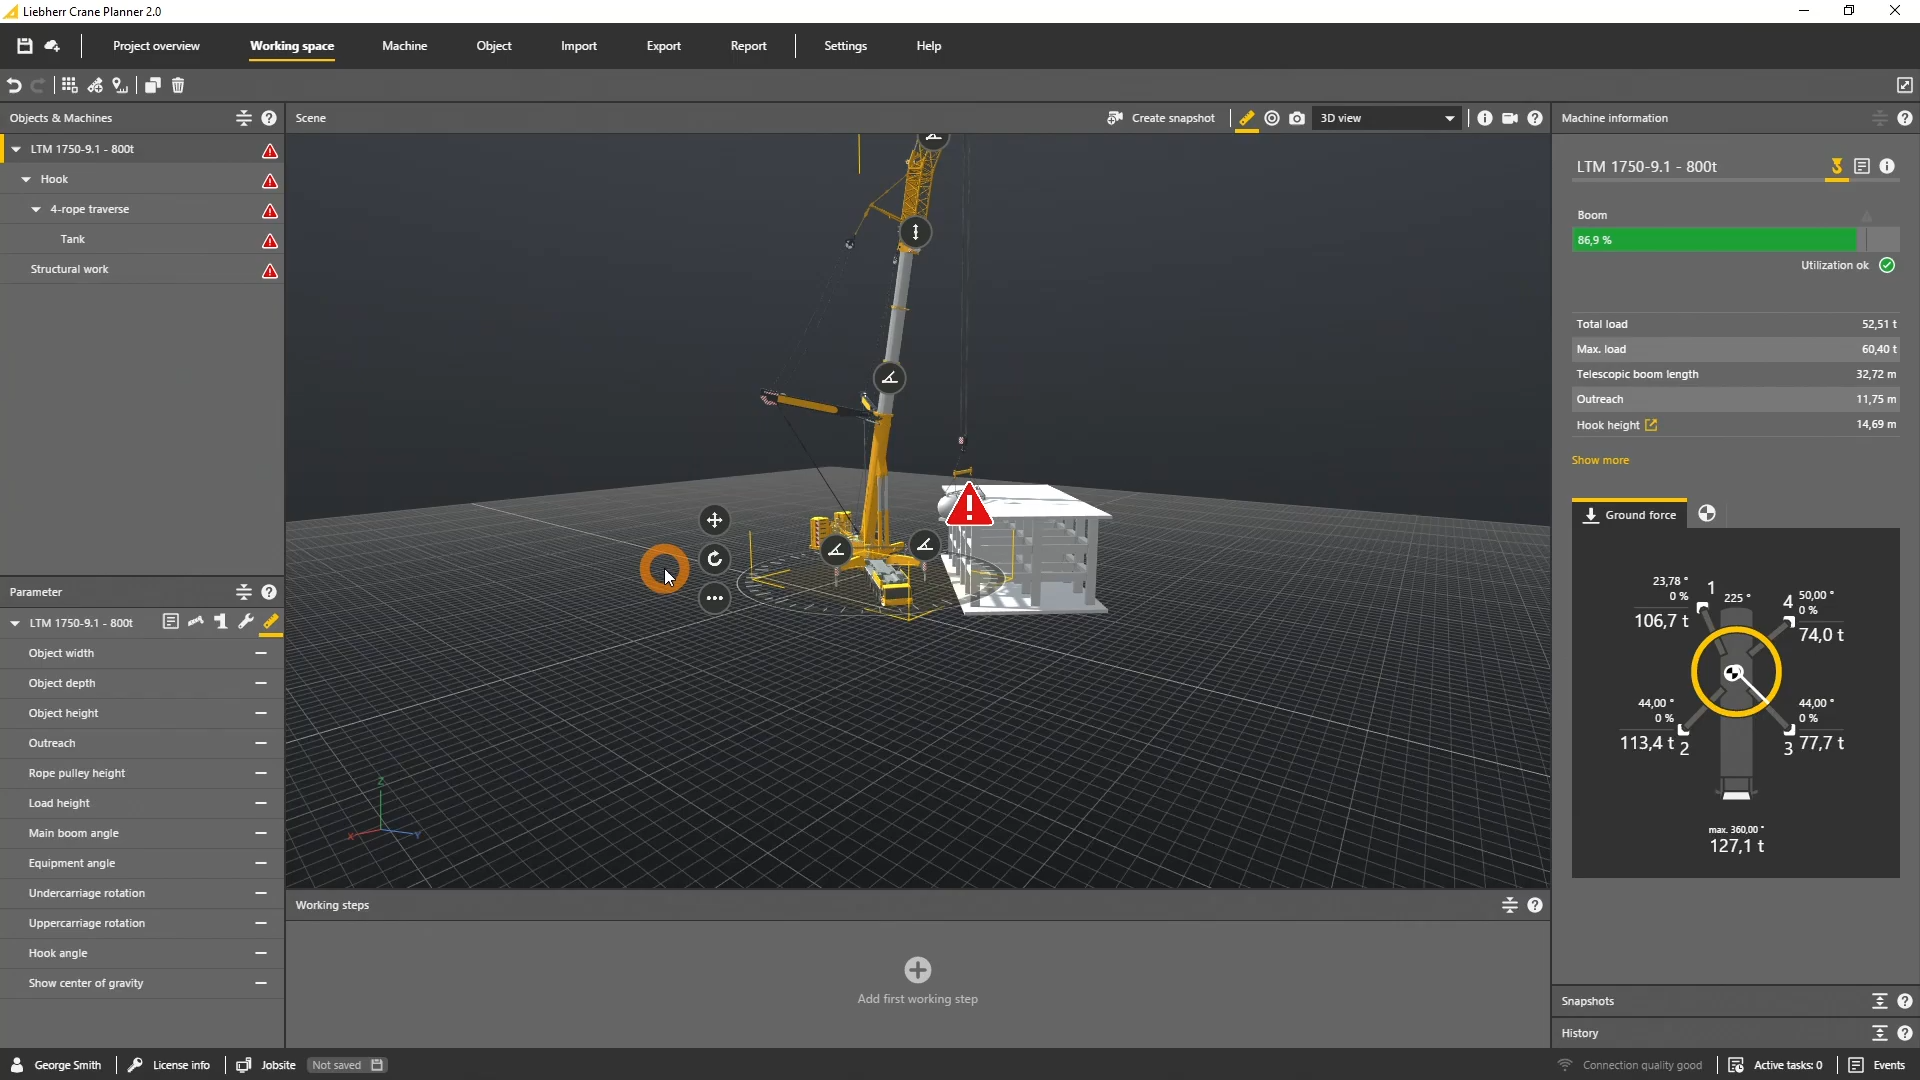 Liebherr Crane Planner 2.0
Project overview
Working space
Machine
Object
Import
Export
Report
Settings
Help
Objects & Machines
LTM 1750-9.1 - 800t
Hook
4-rope traverse
Tank
Structural work
Scene
Create snapshot
3D view
Machine information
LTM 1750-9.1 - 800t
Boom
86,9 %
Utilization ok
Total load 52,51 t
Max. load 60,40 t
Telescopic boom length 32,72 m
Outreach 11,75 m
Hook height 14,69 m
Show more
Ground force
23,78 °
0 %
106,7 t
1
225 °
4
50,00 °
0 %
74,0 t
44,00 °
0 %
113,4 t
2
44,00 °
0 %
3
77,7 t
max. 360,00 °
127,1 t
Parameter
LTM 1750-9.1 - 800t
Object width
Object depth
Object height
Outreach
Rope pulley height
Load height
Main boom angle
Equipment angle
Undercarriage rotation
Uppercarriage rotation
Hook angle
Show center of gravity
Z
X
Y
Working steps
Add first working step
Snapshots
History
George Smith
License info
Jobsite
Not saved
Connection quality good
Active tasks: 0
Events